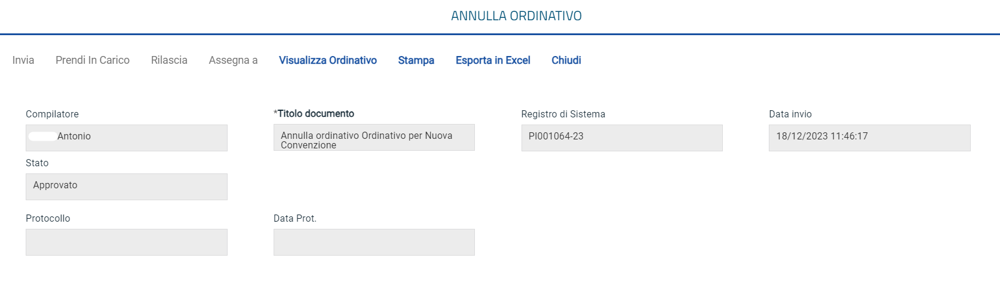 ANNULLA ORDINATIVO
Invia Prendi In Carico Rilascia Assegna a Visualizza Ordinativo Stampa Esporta in Excel Chiudi
Compilatore *Titolo documento Registro di Sistema Data invio
Antonio Annulla ordinativo Ordinativo per Nuova PI001064-23 18/12/2023 11:46:17
Convenzione
Stato
Approvato
Protocollo Data Prot.